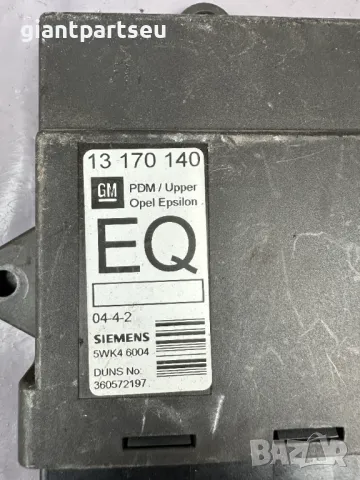 giantpartseu
13 170 140
GM
PDM / Upper
Opel Epsilon
EQ
04-4-2
SIEMENS
5WK4 6004
DUNS No.
360572197
BAZAR